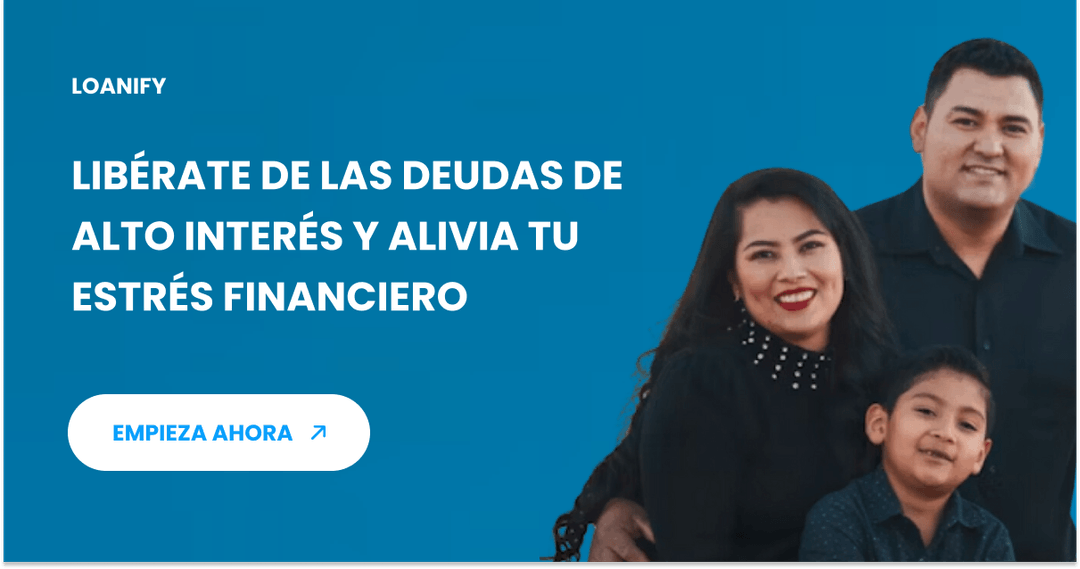 LOANIFY
LIBÉRATE DE LAS DEUDAS DE
ALTO INTERÉS Y ALIVIA TU
ESTRÉS FINANCIERO
EMPIEZA AHORA